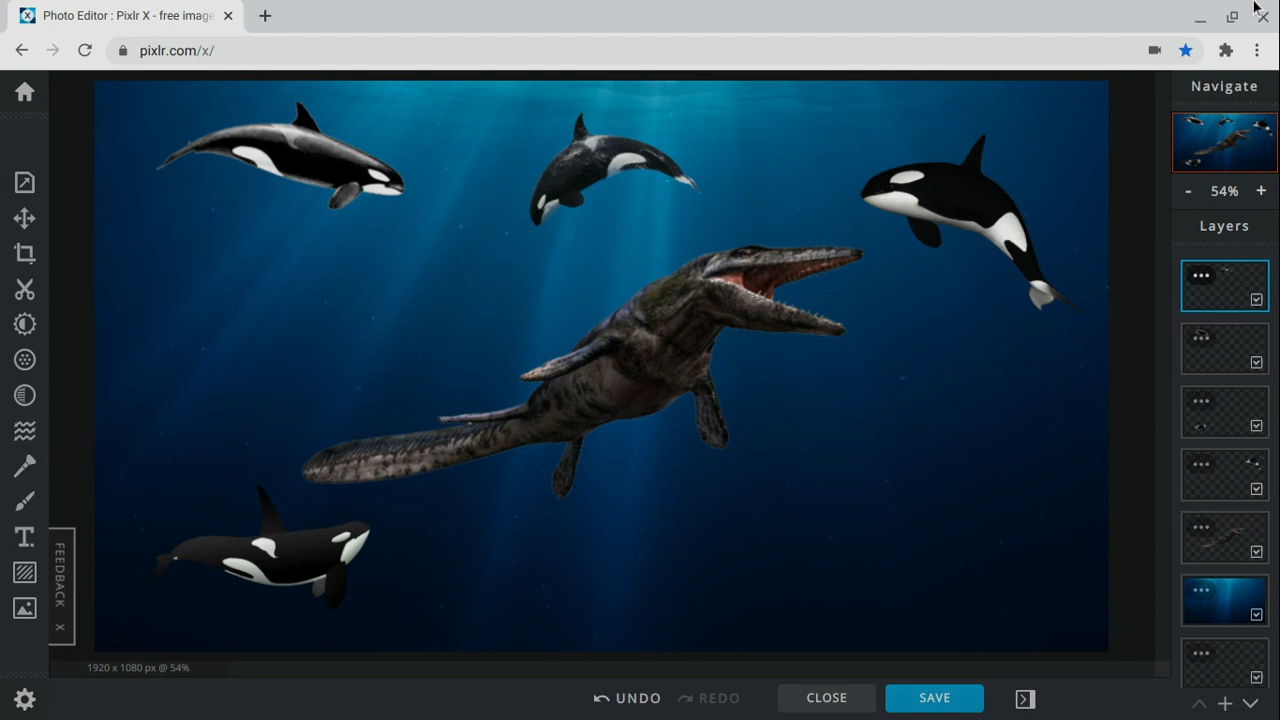 Photo Editor : Pixlr X - free image
pixlr.com/x/
Navigate
- 54% +
Layers
FEEDBACK X
1920 x 1080 px @ 54%
UNDO
REDO
CLOSE
SAVE